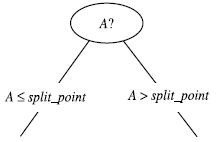 A?
A ≤ split_point
A > split_point